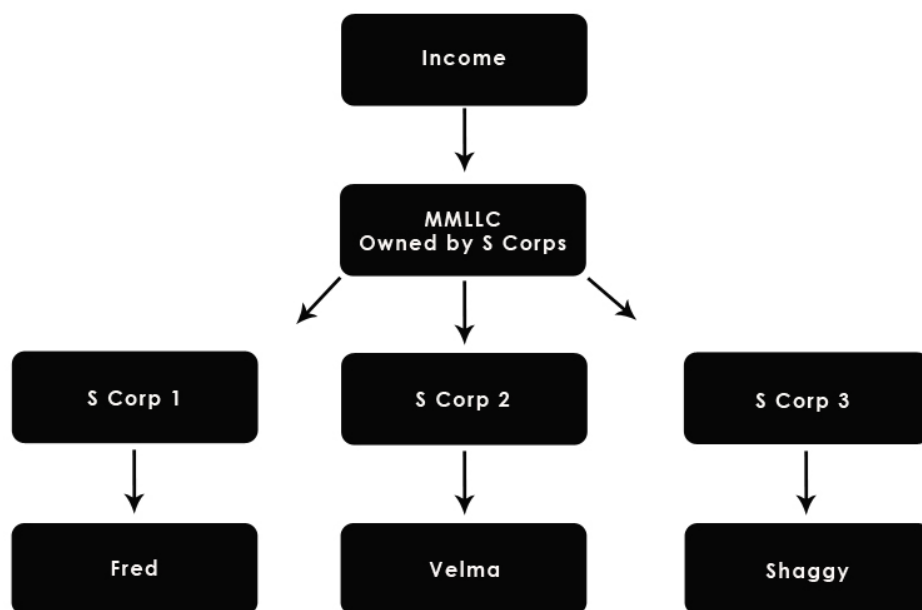 Income
MMLLC
Owned by S Corps
S Corp 1
S Corp 2
S Corp 3
Fred
Velma
Shaggy